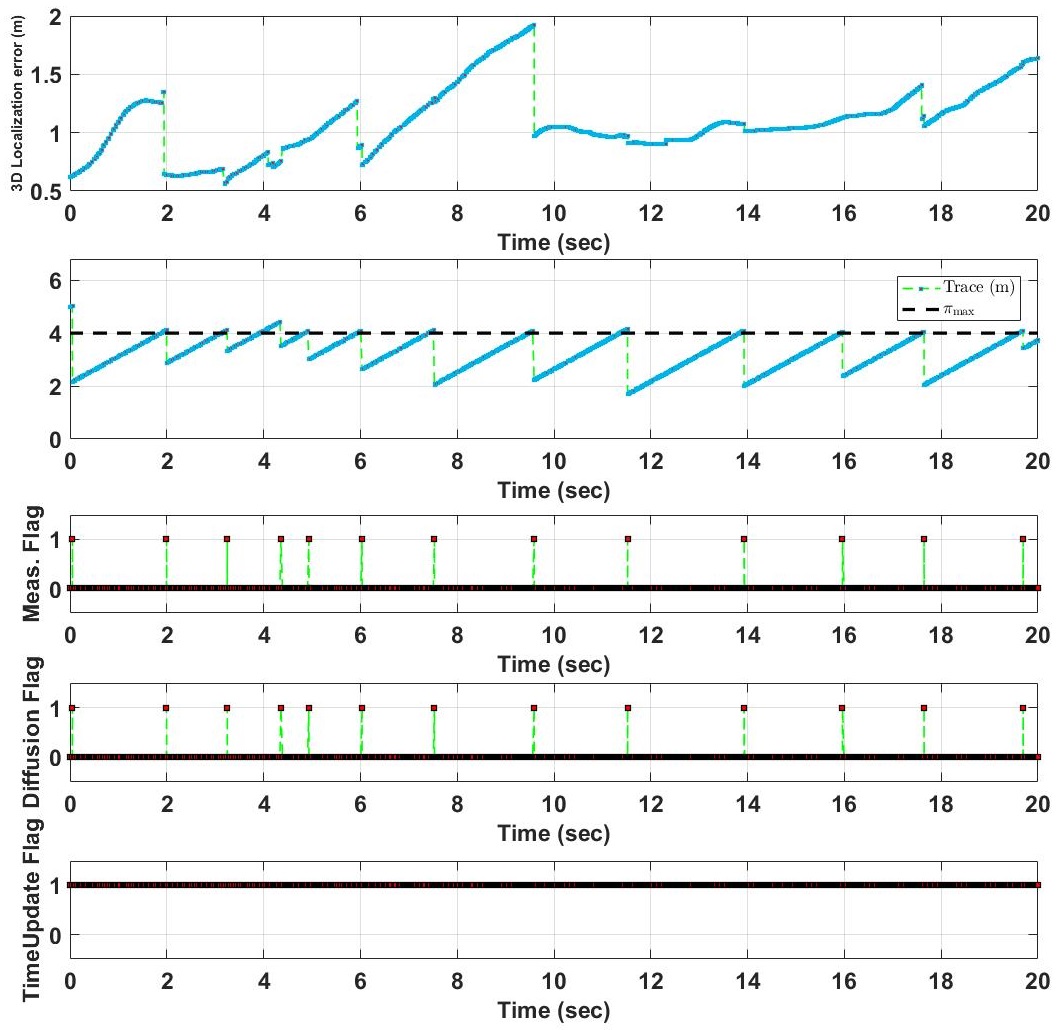 3D Localization error (m)
2
1.5
1
0.5
0 2 4 6 8 10 12 14 16 18 20
Time (sec)
6
4
2
0
Trace (m)
π_max
0 2 4 6 8 10 12 14 16 18 20
Time (sec)
Meas. Flag
1
0
0 2 4 6 8 10 12 14 16 18 20
Time (sec)
Diffusion Flag
1
0
0 2 4 6 8 10 12 14 16 18 20
Time (sec)
TimeUpdate Flag
1
0
0 2 4 6 8 10 12 14 16 18 20
Time (sec)